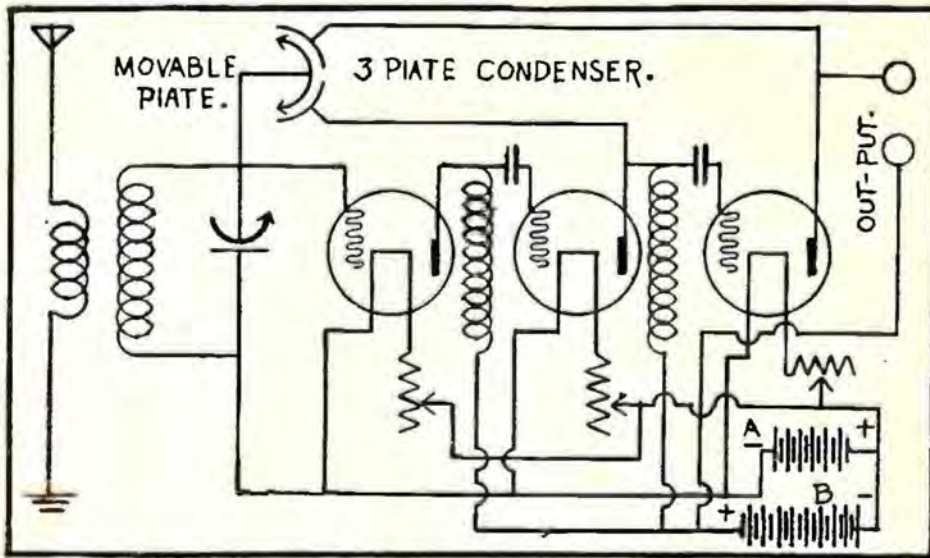 MOVABLE
PIATE.
3 PIATE CONDENSER.
OUT-PUT.
A
+
-
B
+
-